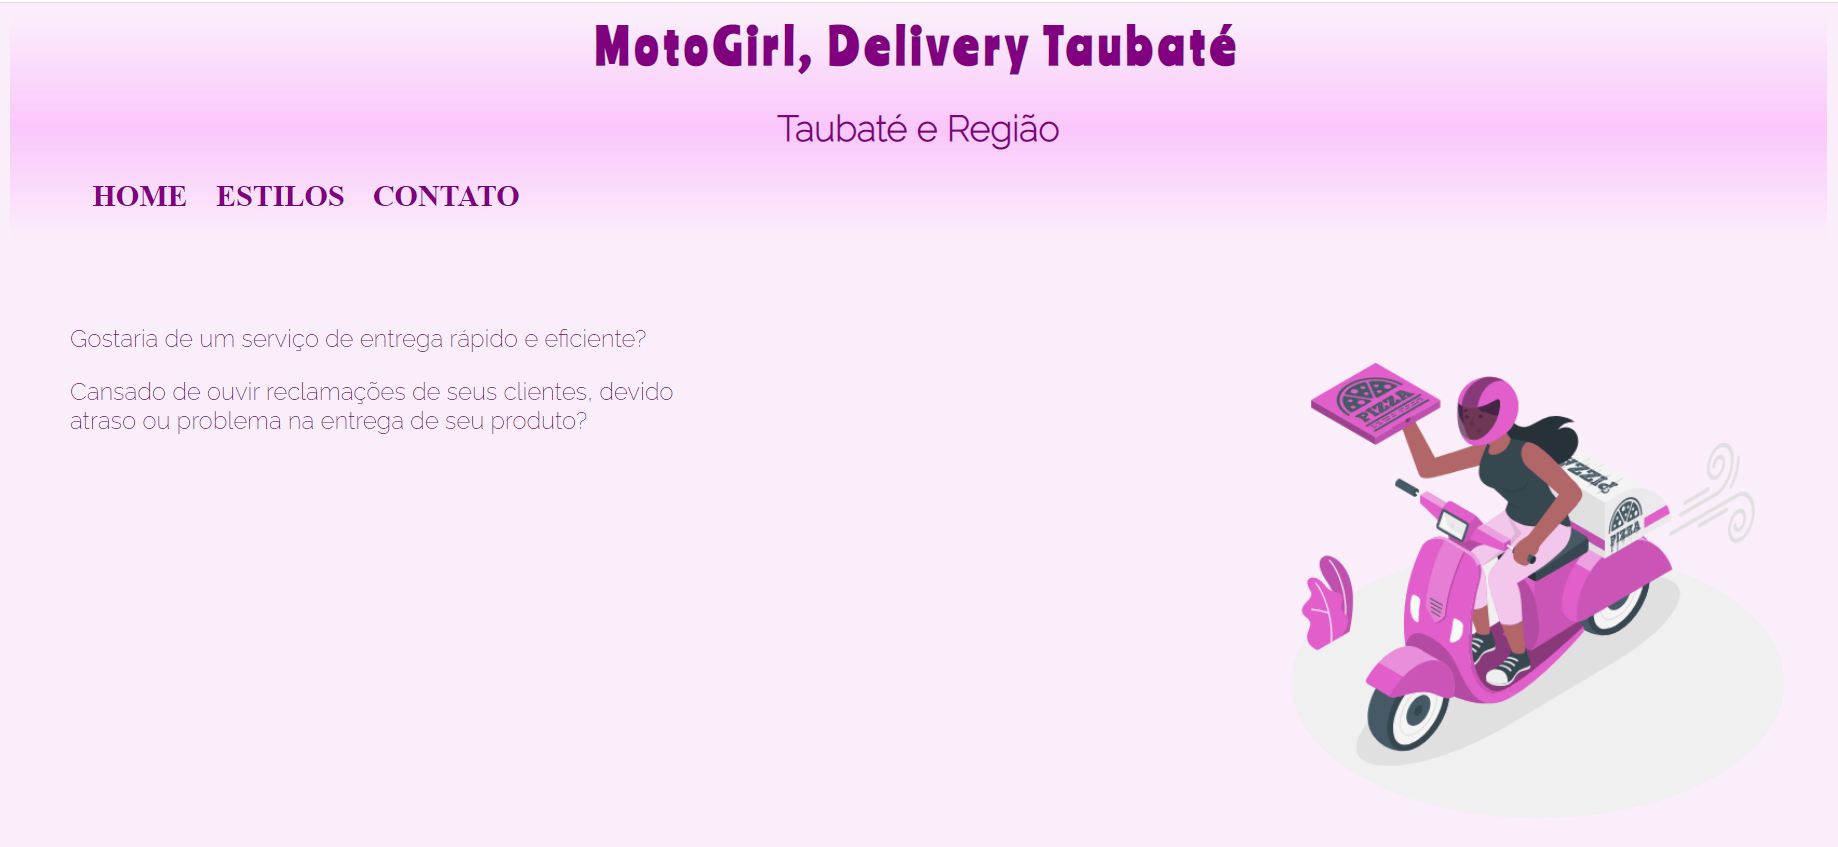 MotoGirl, Delivery Taubaté
Taubaté e Região
HOME ESTILOS CONTATO
Gostaria de um serviço de entrega rápido e eficiente?
Cansado de ouvir reclamações de seus clientes, devido
atraso ou problema na entrega de seu produto?
PIZZA
PIZZA
PIZZA